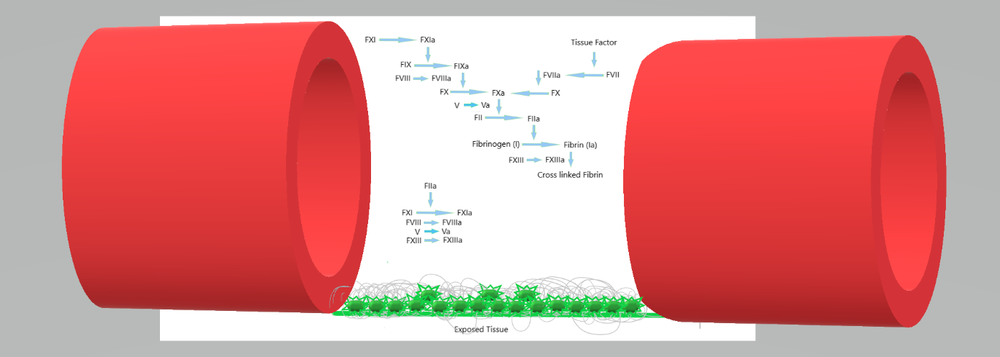 FXI FXIa
Tissue Factor
FIX FIXa
FVIII FVIIIa
FVIIa FVII
FX FXa FX
V Va
FII FIIa
Fibrinogen (I) Fibrin (Ia)
FXIII FXIIIa
Cross linked Fibrin
FIIa
FXI FXIa
FVIII FVIIIa
V Va
FXIII FXIIIa
Exposed Tissue